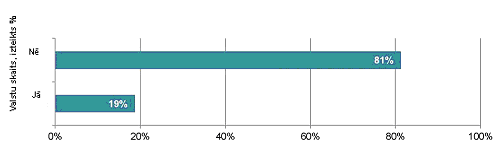 Valstu skaits, izteikts %
Nē
81%
Jā
19%
0%
20%
40%
60%
80%
100%